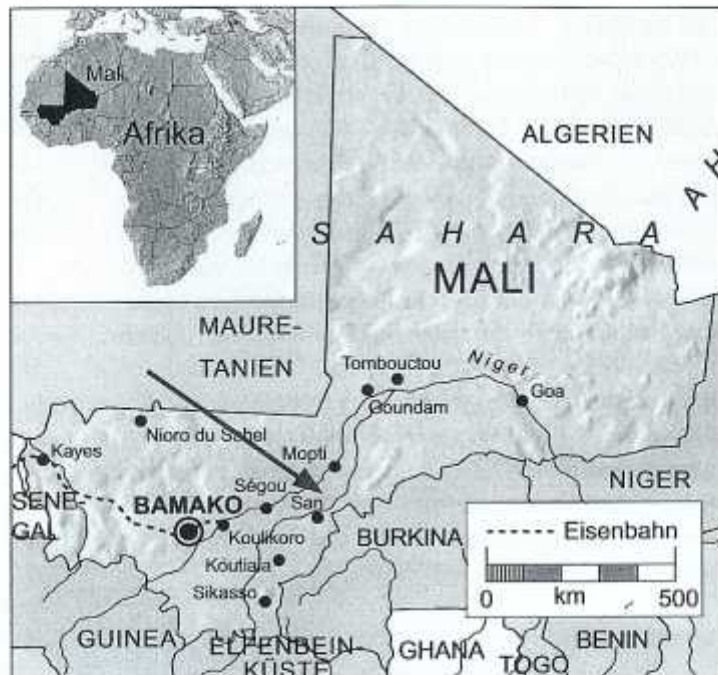 Mali
Afrika
ALGERIEN
A H
S A H A R A
MALI
MAURE-
TANIEN
Niger
Tombouctou
Goundam
Goa
Nioro du Sahel
Kayes
Mopti
Ségou
San
NIGER
SENE-
GAL
BAMAKO
Koulikoro
BURKINA
Koutiala
Sikasso
Eisenbahn
0 km 500
GUINEA
ELFENBEIN-
KÜSTE
GHANA
TOGO
BENIN